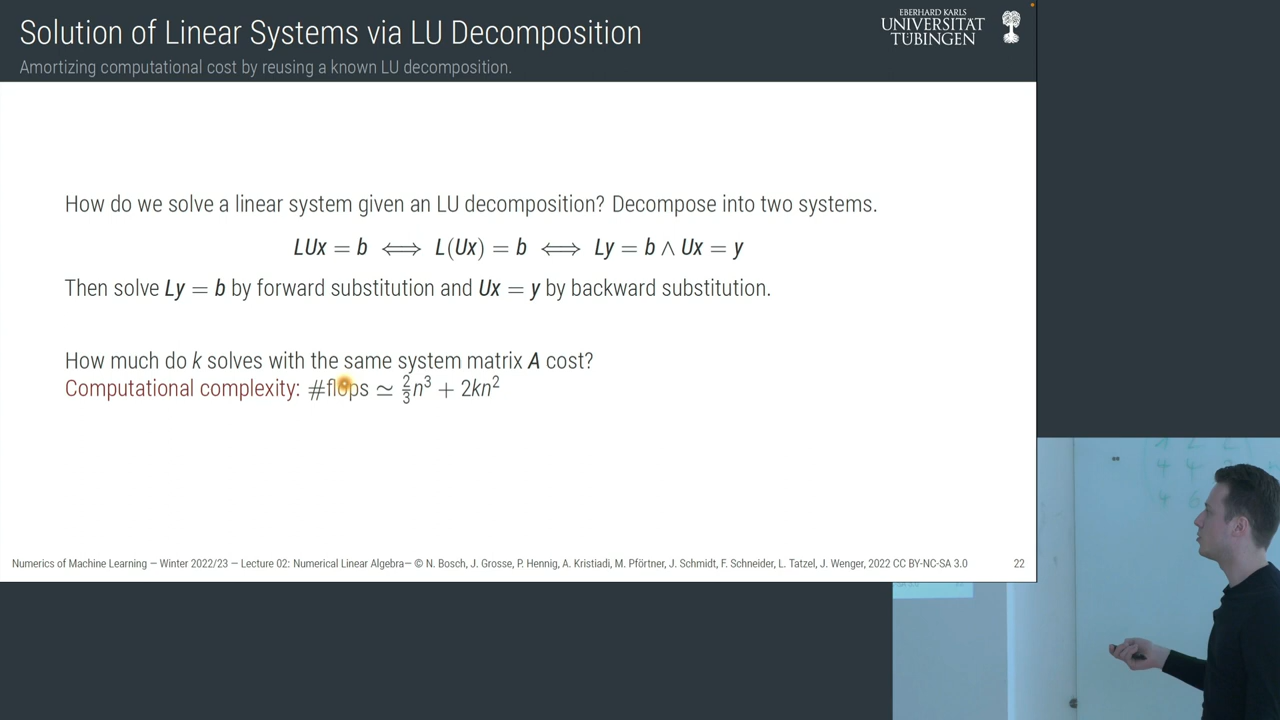 Solution of Linear Systems via LU Decomposition
Amortizing computational cost by reusing a known LU decomposition.
EBERHARD KARLS
UNIVERSITÄT
TÜBINGEN
How do we solve a linear system given an LU decomposition? Decompose into two systems.
LUx = b ⟺ L(Ux) = b ⟺ Ly = b ∧ Ux = y
Then solve Ly = b by forward substitution and Ux = y by backward substitution.
How much do k solves with the same system matrix A cost?
Computational complexity: #flops ≃ 2/3 n³ + 2kn²
Numerics of Machine Learning — Winter 2022/23 — Lecture 02: Numerical Linear Algebra— © N. Bosch, J. Grosse, P. Hennig, A. Kristiadi, M. Pförtner, J. Schmidt, F. Schneider, L. Tatzel, J. Wenger, 2022 CC BY-NC-SA 3.0
22